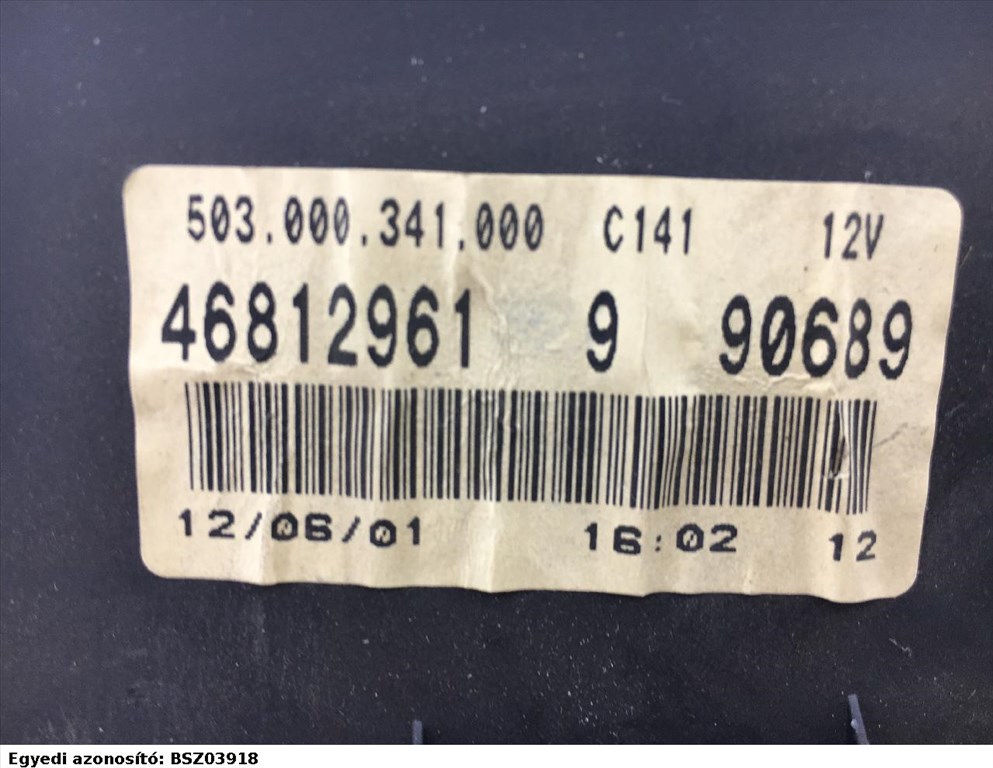 503.000.341.000 C141 12V
46812961 9 90689
12/06/01 16:02 12
Egyedi azonosító: BSZ03918